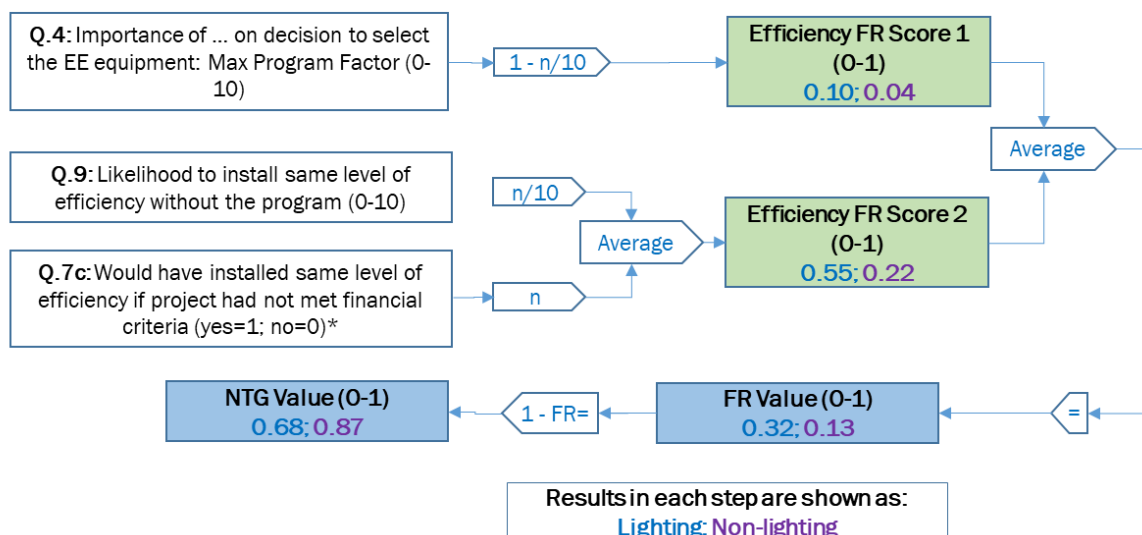 Q.4: Importance of ... on decision to select
the EE equipment: Max Program Factor (0-
10)
1 - n/10
Efficiency FR Score 1
(0-1)
0.10; 0.04
Average
Q.9: Likelihood to install same level of
efficiency without the program (0-10)
n/10
Average
Efficiency FR Score 2
(0-1)
0.55; 0.22
Q.7c: Would have installed same level of
efficiency if project had not met financial
criteria (yes=1; no=0)*
n
NTG Value (0-1)
0.68; 0.87
1 - FR=
FR Value (0-1)
0.32; 0.13
=
Results in each step are shown as:
Lighting; Non-lighting